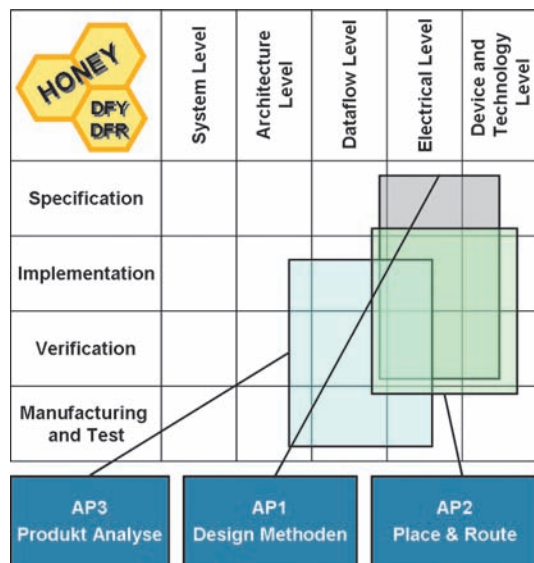 HONEY
DFY
DFR
System Level
Architecture
Level
Dataflow Level
Electrical Level
Device and
Technology
Level
Specification
Implementation
Verification
Manufacturing
and Test
AP3
Produkt Analyse
AP1
Design Methoden
AP2
Place & Route